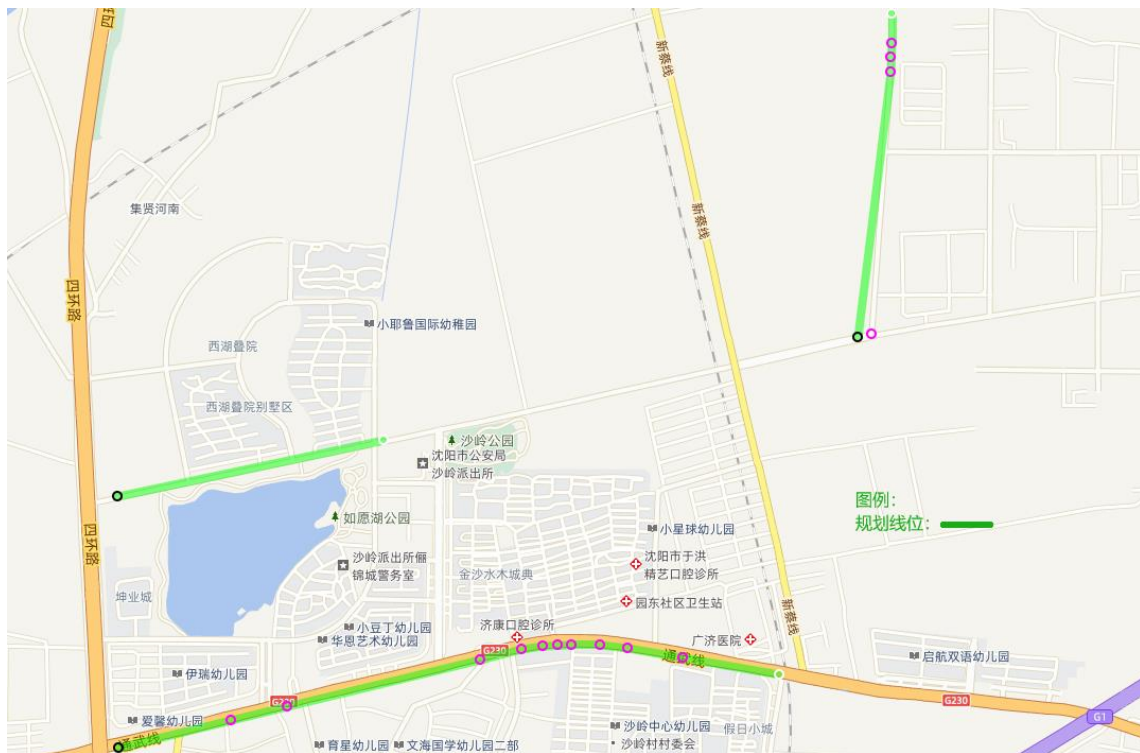 四环
新蔡线
集贤河南
新蔡线
四环路
小耶鲁国际幼稚园
西湖叠院
西湖叠院别墅区
沙岭公园
沈阳市公安局
沙岭派出所
图例:
规划线位:
如愿湖公园
小星球幼儿园
四环路
沙岭派出所俪
锦城警务室
沈阳市于洪
精艺口腔诊所
金沙水木城典
坤业城
园东社区卫生站
新蔡线
济康口腔诊所
小豆丁幼儿园
华恩艺术幼儿园
广济医院
G230
通武线
启航双语幼儿园
伊瑞幼儿园
G230
G230
G1
爱馨幼儿园
沙岭中心幼儿园
假日小城
通武线
育星幼儿园
文海国学幼儿园二部
沙岭村村委会